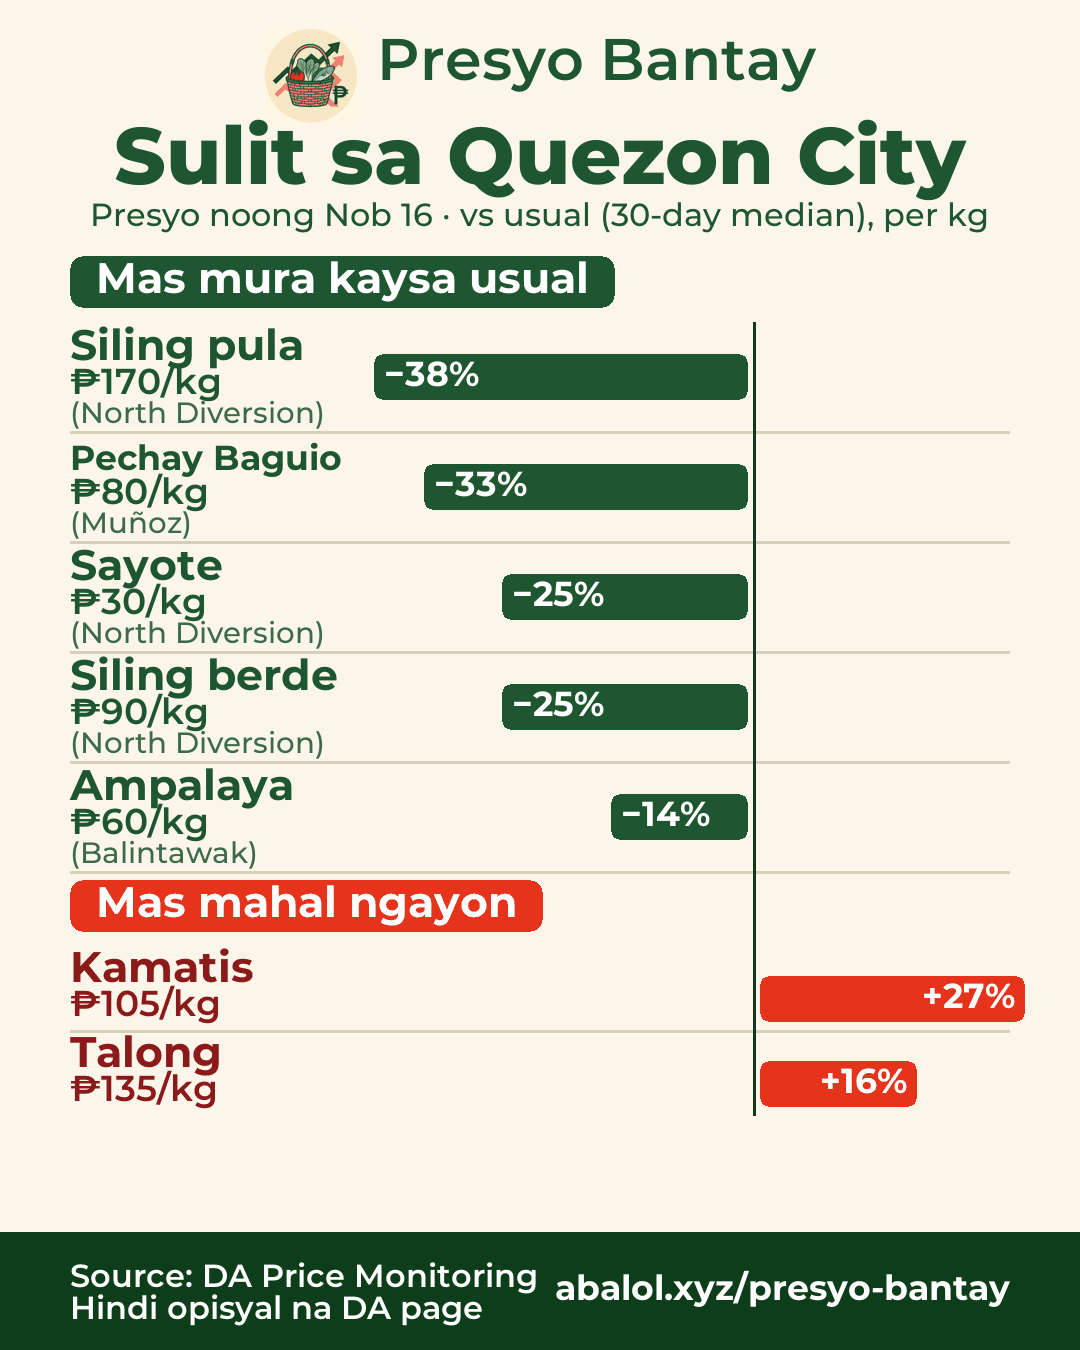 ₱
Presyo Bantay
Sulit sa Quezon City
Presyo noong Nob 16 · vs usual (30-day median), per kg
Mas mura kaysa usual
Siling pula
₱170/kg
(North Diversion)
−38%
Pechay Baguio
₱80/kg
(Muñoz)
−33%
Sayote
₱30/kg
(North Diversion)
−25%
Siling berde
₱90/kg
(North Diversion)
−25%
Ampalaya
₱60/kg
(Balintawak)
−14%
Mas mahal ngayon
Kamatis
₱105/kg
+27%
Talong
₱135/kg
+16%
Source: DA Price Monitoring
Hindi opisyal na DA page
abalol.xyz/presyo-bantay